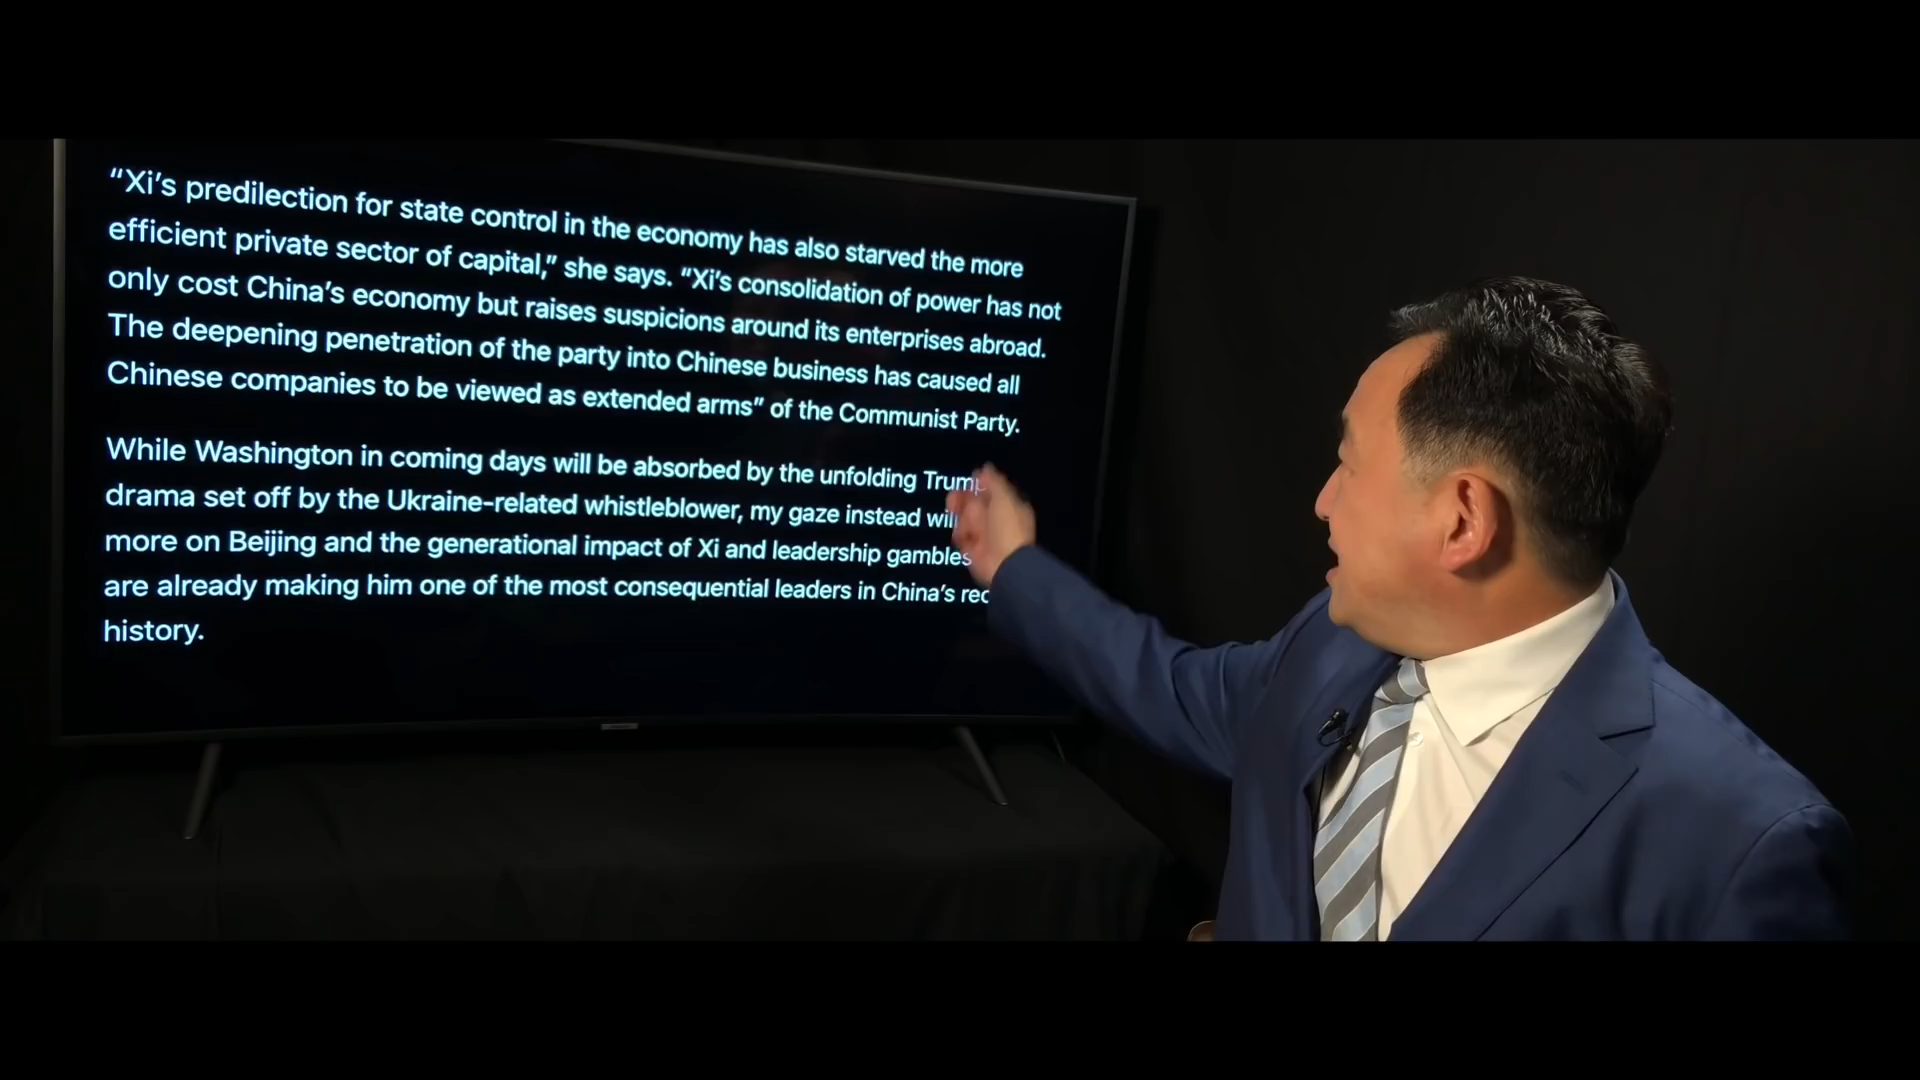 “Xi’s predilection for state control in the economy has also starved the more
efficient private sector of capital,” she says. “Xi’s consolidation of power has not
only cost China’s economy but raises suspicions around its enterprises abroad.
The deepening penetration of the party into Chinese business has caused all
Chinese companies to be viewed as extended arms” of the Communist Party.
While Washington in coming days will be absorbed by the unfolding Trump
drama set off by the Ukraine-related whistleblower, my gaze instead will
more on Beijing and the generational impact of Xi and leadership gambles
are already making him one of the most consequential leaders in China’s
history.